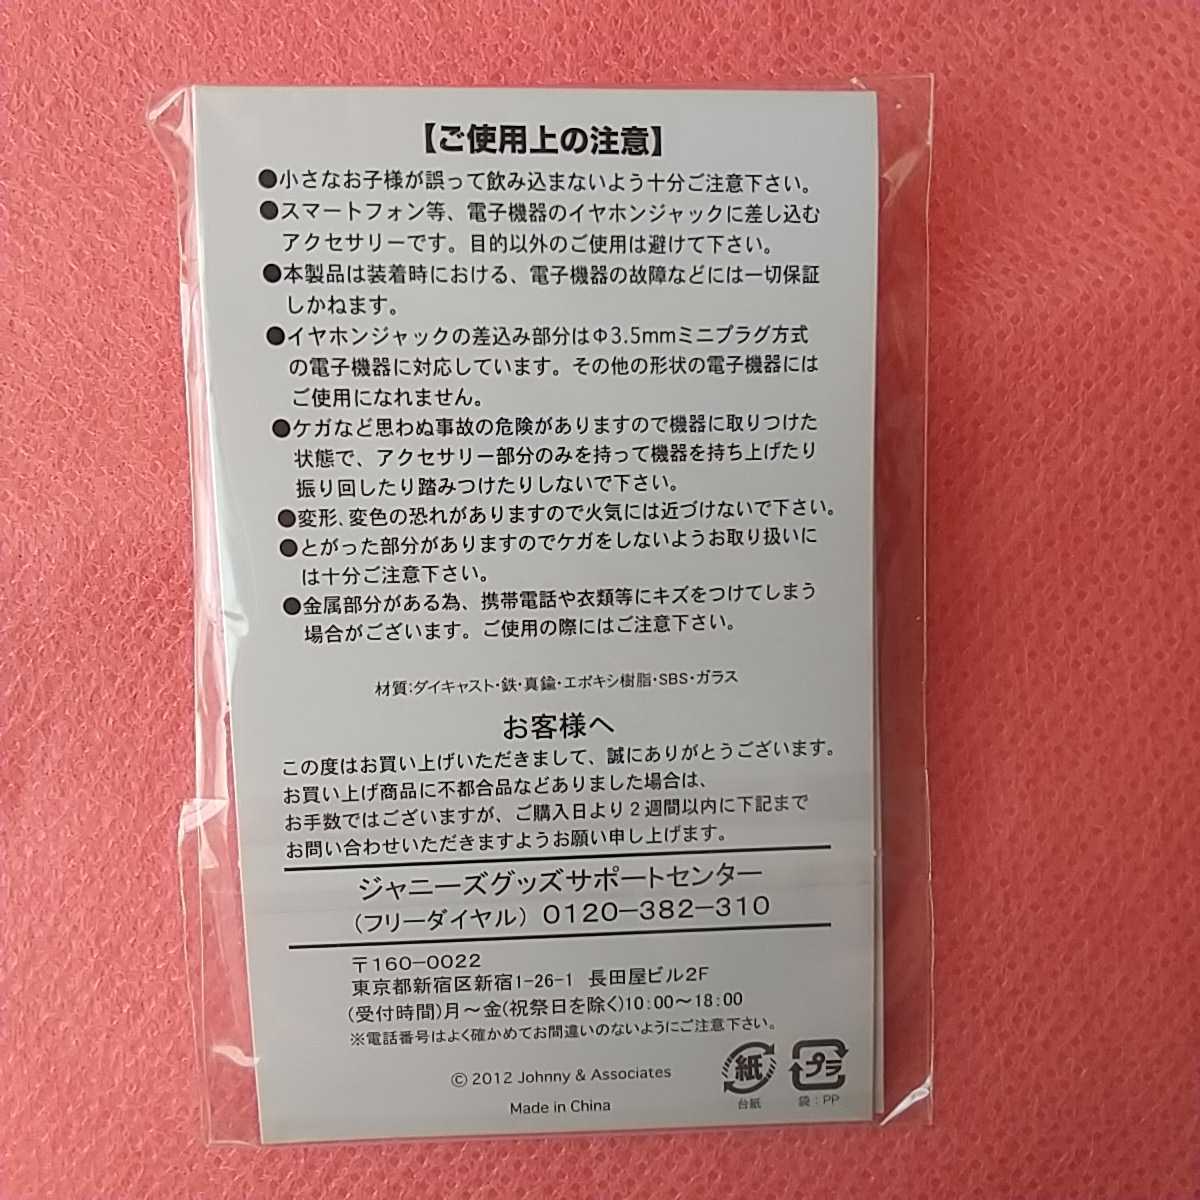 【ご使用上の注意】
●小さなお子様が誤って飲み込まないよう十分ご注意下さい。
●スマートフォン等、電子機器のイヤホンジャックに差し込む
アクセサリーです。目的以外のご使用は避けて下さい。
●本製品は装着時における、電子機器の故障などには一切保証
しかねます。
●イヤホンジャックの差込み部分はΦ3.5mmミニプラグ方式
の電子機器に対応しています。その他の形状の電子機器には
ご使用になれません。
●ケガなど思わぬ事故の危険がありますので機器に取りつけた
状態で、アクセサリー部分のみを持って機器を持ち上げたり
振り回したり踏みつけたりしないで下さい。
●変形、変色の恐れがありますので火気には近づけないで下さい。
●とがった部分がありますのでケガをしないようお取り扱いに
は十分ご注意下さい。
●金属部分がある為、携帯電話や衣類等にキズをつけてしまう
場合がございます。ご使用の際にはご注意下さい。
材質:ダイキャスト・鉄・真鍮・エポキシ樹脂・SBS・ガラス
お客様へ
この度はお買い上げいただきまして、誠にありがとうございます。
お買い上げ商品に不都合品などありました場合は、
お手数ではございますが、ご購入日より2週間以内に下記まで
お問い合わせいただきますようお願い申し上げます。
ジャニーズグッズサポートセンター
(フリーダイヤル) 0120-382-310
〒160-0022
東京都新宿区新宿1-26-1 長田屋ビル2F
(受付時間)月〜金(祝祭日を除く)10:00〜18:00
※電話番号はよく確かめてお間違いのないようにご注意下さい。
© 2012 Johnny & Associates
Made in China
紙
台紙
プラ
袋:PP